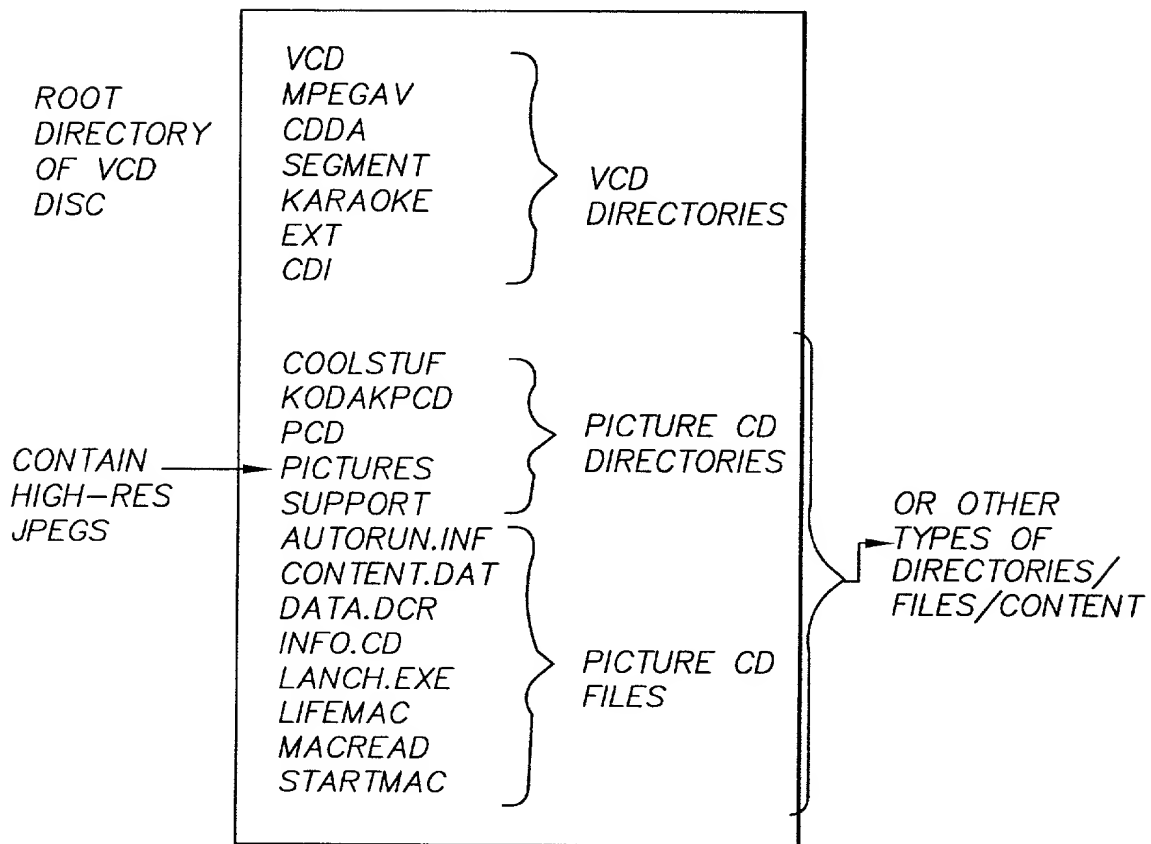 ROOT
DIRECTORY
OF VCD
DISC
VCD
MPEGAV
CDDA
SEGMENT
KARAOKE
EXT
CDI
VCD
DIRECTORIES
CONTAIN
HIGH-RES
JPEGS
COOLSTUF
KODAKPCD
PCD
PICTURES
SUPPORT
PICTURE CD
DIRECTORIES
AUTORUN.INF
CONTENT.DAT
DATA.DCR
INFO.CD
LANCH.EXE
LIFEMAC
MACREAD
STARTMAC
PICTURE CD
FILES
OR OTHER
TYPES OF
DIRECTORIES/
FILES/CONTENT